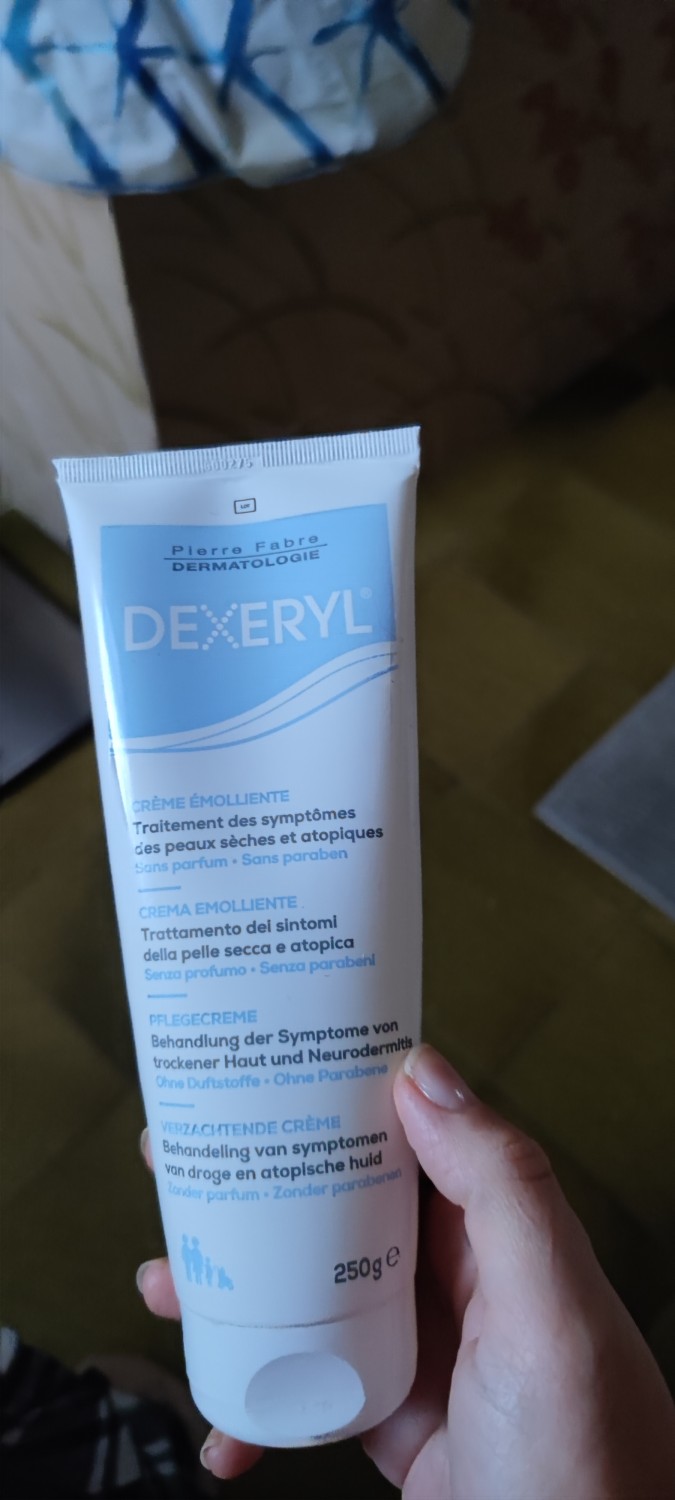 LOT
Pierre Fabre
DERMATOLOGIE
DEXERYL®
CRÈME ÉMOLLIENTE
Traitement des symptômes
des peaux sèches et atopiques
Sans parfum • Sans paraben
CREMA EMOLLIENTE
Trattamento dei sintomi
della pelle secca e atopica
Senza profumo • Senza parabeni
PFLEGECREME
Behandlung der Symptome von
trockener Haut und Neurodermitis
Ohne Duftstoffe • Ohne Parabene
VERZACHTENDE CRÈME
Behandeling van symptomen
van droge en atopische huid
Zonder parfum • Zonder parabenen
250g ℮